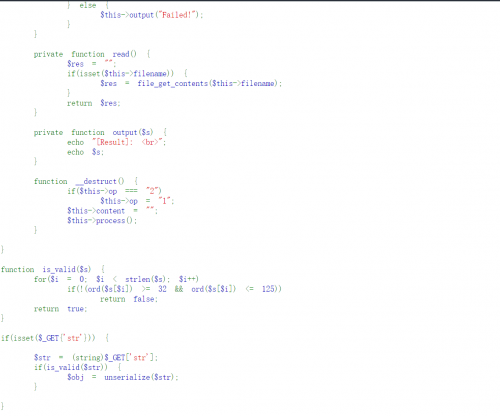 } else {
$this->output("Failed!");
}
}
private function read() {
$res = "";
if(isset($this->filename)) {
$res = file_get_contents($this->filename);
}
return $res;
}
private function output($s) {
echo "[Result]: <br>";
echo $s;
}
function __destruct() {
if($this->op === "2")
$this->op = "1";
$this->content = "";
$this->process();
}
}
function is_valid($s) {
for($i = 0; $i < strlen($s); $i++)
if(!(ord($s[$i]) >= 32 && ord($s[$i]) <= 125))
return false;
return true;
}
if(isset($_GET{'str'})) {
$str = (string)$_GET['str'];
if(is_valid($str)) {
$obj = unserialize($str);
}
}